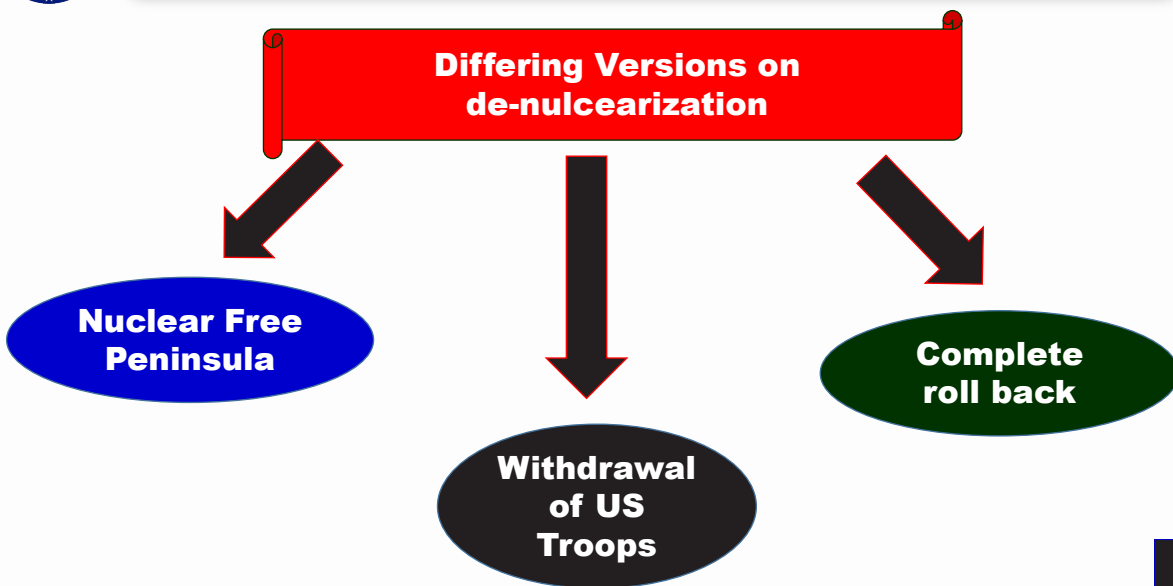 Differing Versions on
de-nulcearization
Nuclear Free
Peninsula
Complete
roll back
Withdrawal
of US
Troops